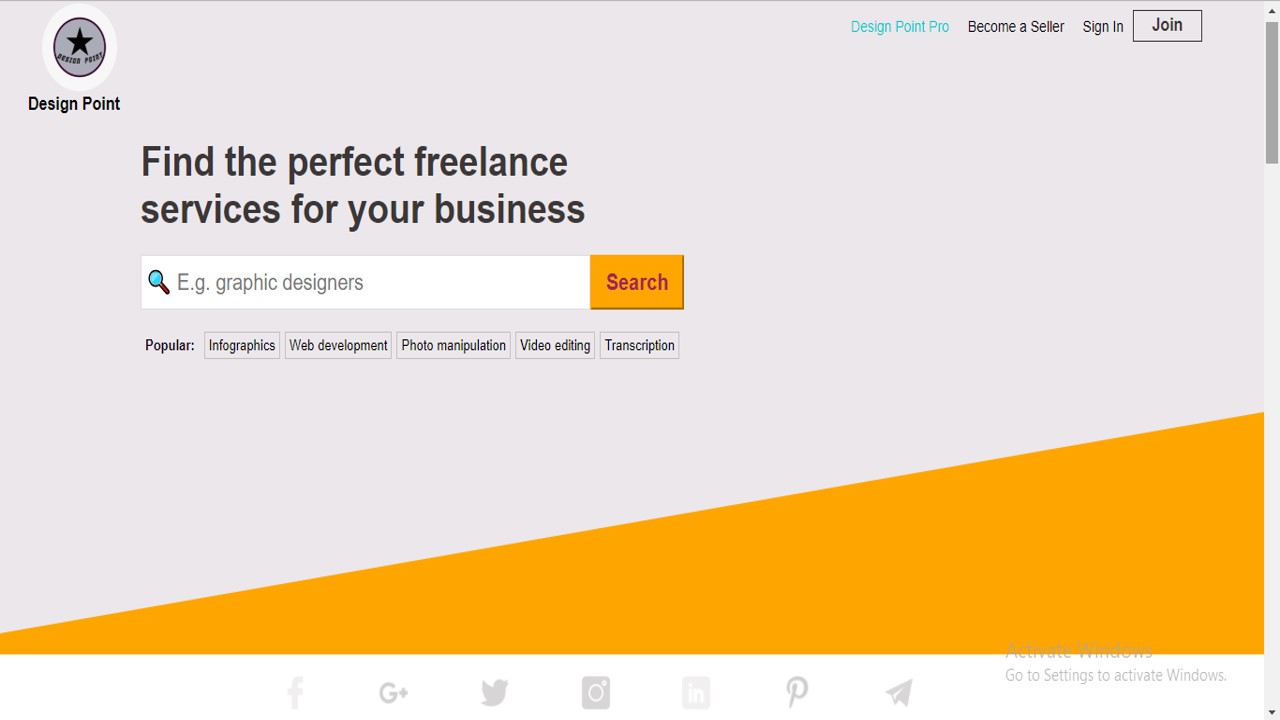 DESIGN POINT
Design Point
Design Point Pro Become a Seller Sign In Join
Find the perfect freelance
services for your business
E.g. graphic designers Search
Popular: Infographics Web development Photo manipulation Video editing Transcription
Activate Windows
Go to Settings to activate Windows.
G+ in